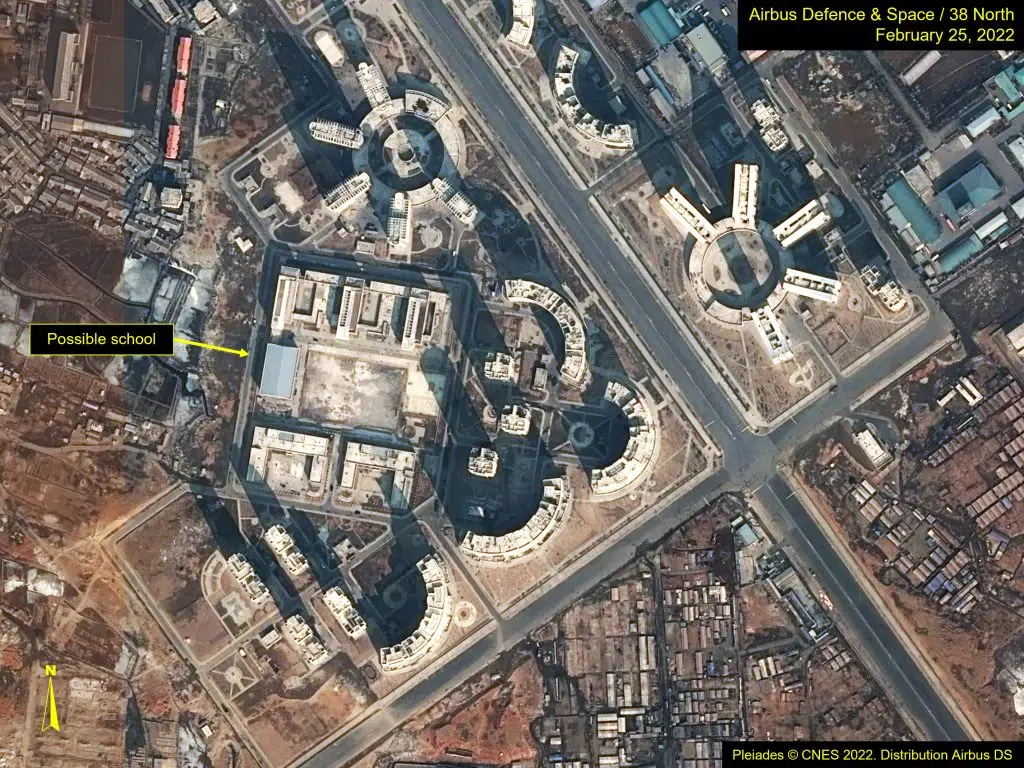 Airbus Defence & Space / 38 North
February 25, 2022
Possible school
N
Pleiades © CNES 2022. Distribution Airbus DS